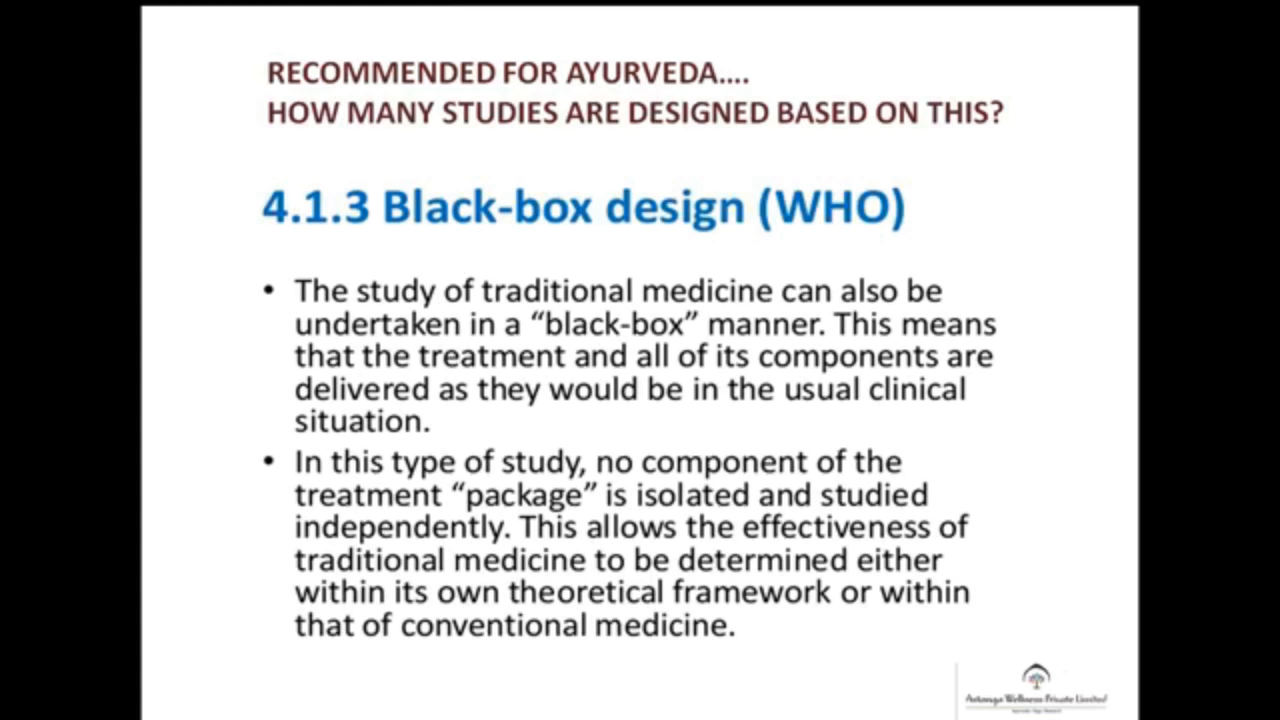 RECOMMENDED FOR AYURVEDA....
HOW MANY STUDIES ARE DESIGNED BASED ON THIS?
4.1.3 Black-box design (WHO)
• The study of traditional medicine can also be
undertaken in a “black-box” manner. This means
that the treatment and all of its components are
delivered as they would be in the usual clinical
situation.
• In this type of study, no component of the
treatment “package” is isolated and studied
independently. This allows the effectiveness of
traditional medicine to be determined either
within its own theoretical framework or within
that of conventional medicine.
Wellness Private Limited